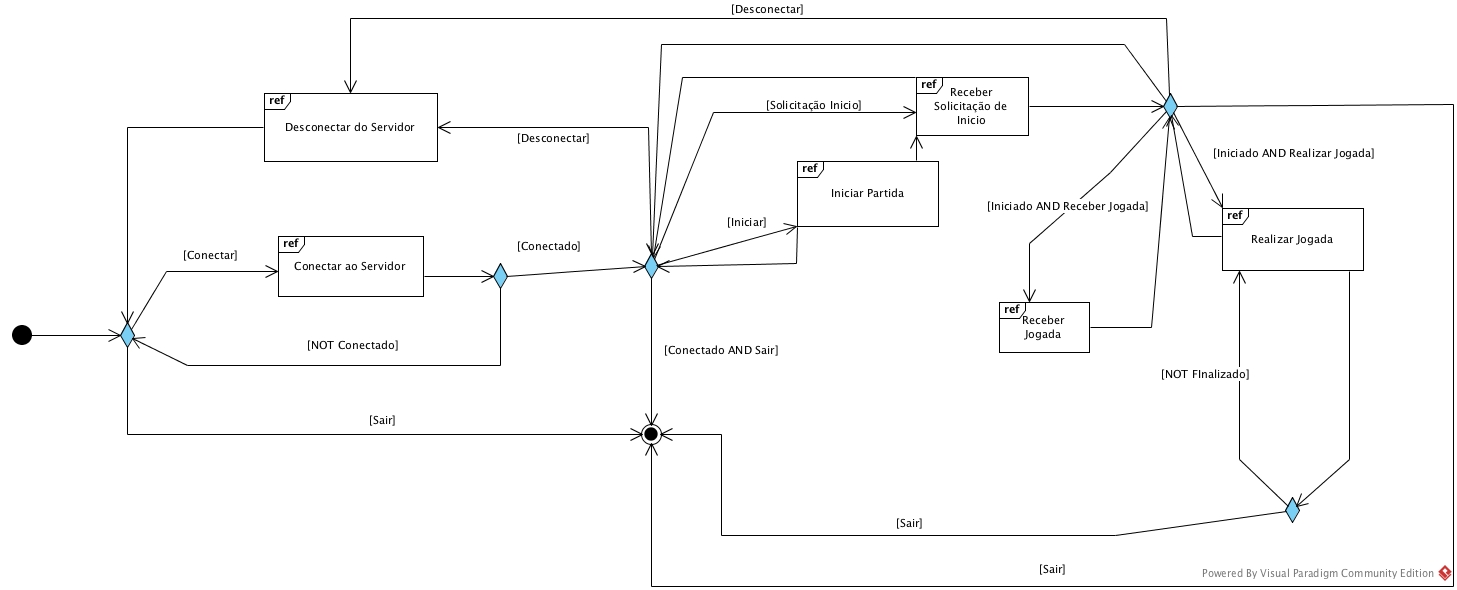 [Desconectar]
ref
Desconectar do Servidor
[Desconectar]
[Solicitação Inicio]
ref
Receber
Solicitação de
Inicio
ref
Iniciar Partida
[Iniciar]
[Iniciado AND Realizar Jogada]
[Iniciado AND Receber Jogada]
ref
Realizar Jogada
[Conectar]
ref
Conectar ao Servidor
[Conectado]
ref
Receber
Jogada
[NOT Conectado]
[Conectado AND Sair]
[NOT FInalizado]
[Sair]
[Sair]
[Sair]
Powered By Visual Paradigm Community Edition